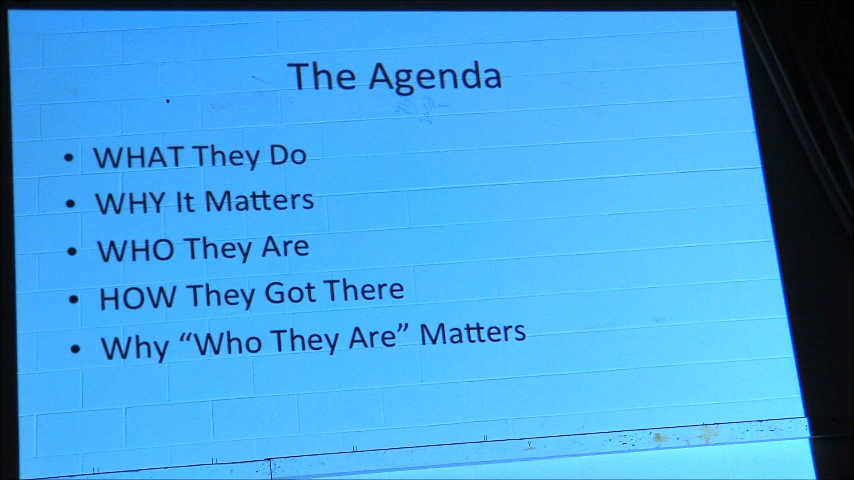 The Agenda
• WHAT They Do
• WHY It Matters
• WHO They Are
• HOW They Got There
• Why “Who They Are” Matters